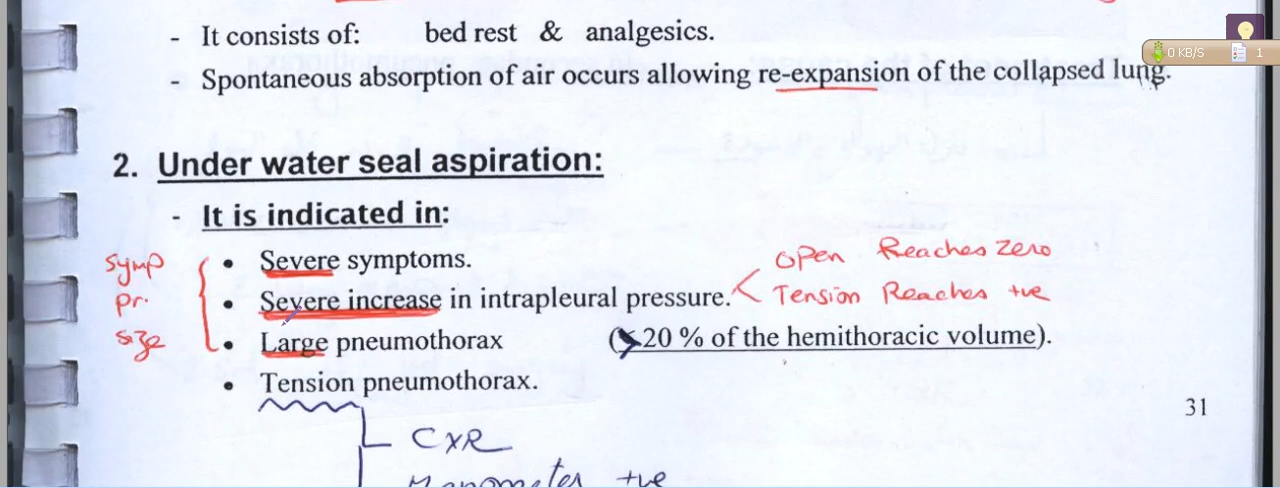 - It consists of: bed rest & analgesics.
0 KB/S 1
- Spontaneous absorption of air occurs allowing re-expansion of the collapsed lung.
2. Under water seal aspiration:
- It is indicated in:
symp • Severe symptoms. OPen Reaches zero
pr. • Severe increase in intrapleural pressure. < Tension Reaches +ve
size • Large pneumothorax (>20 % of the hemithoracic volume).
• Tension pneumothorax.
31
CXR
Manometer +ve